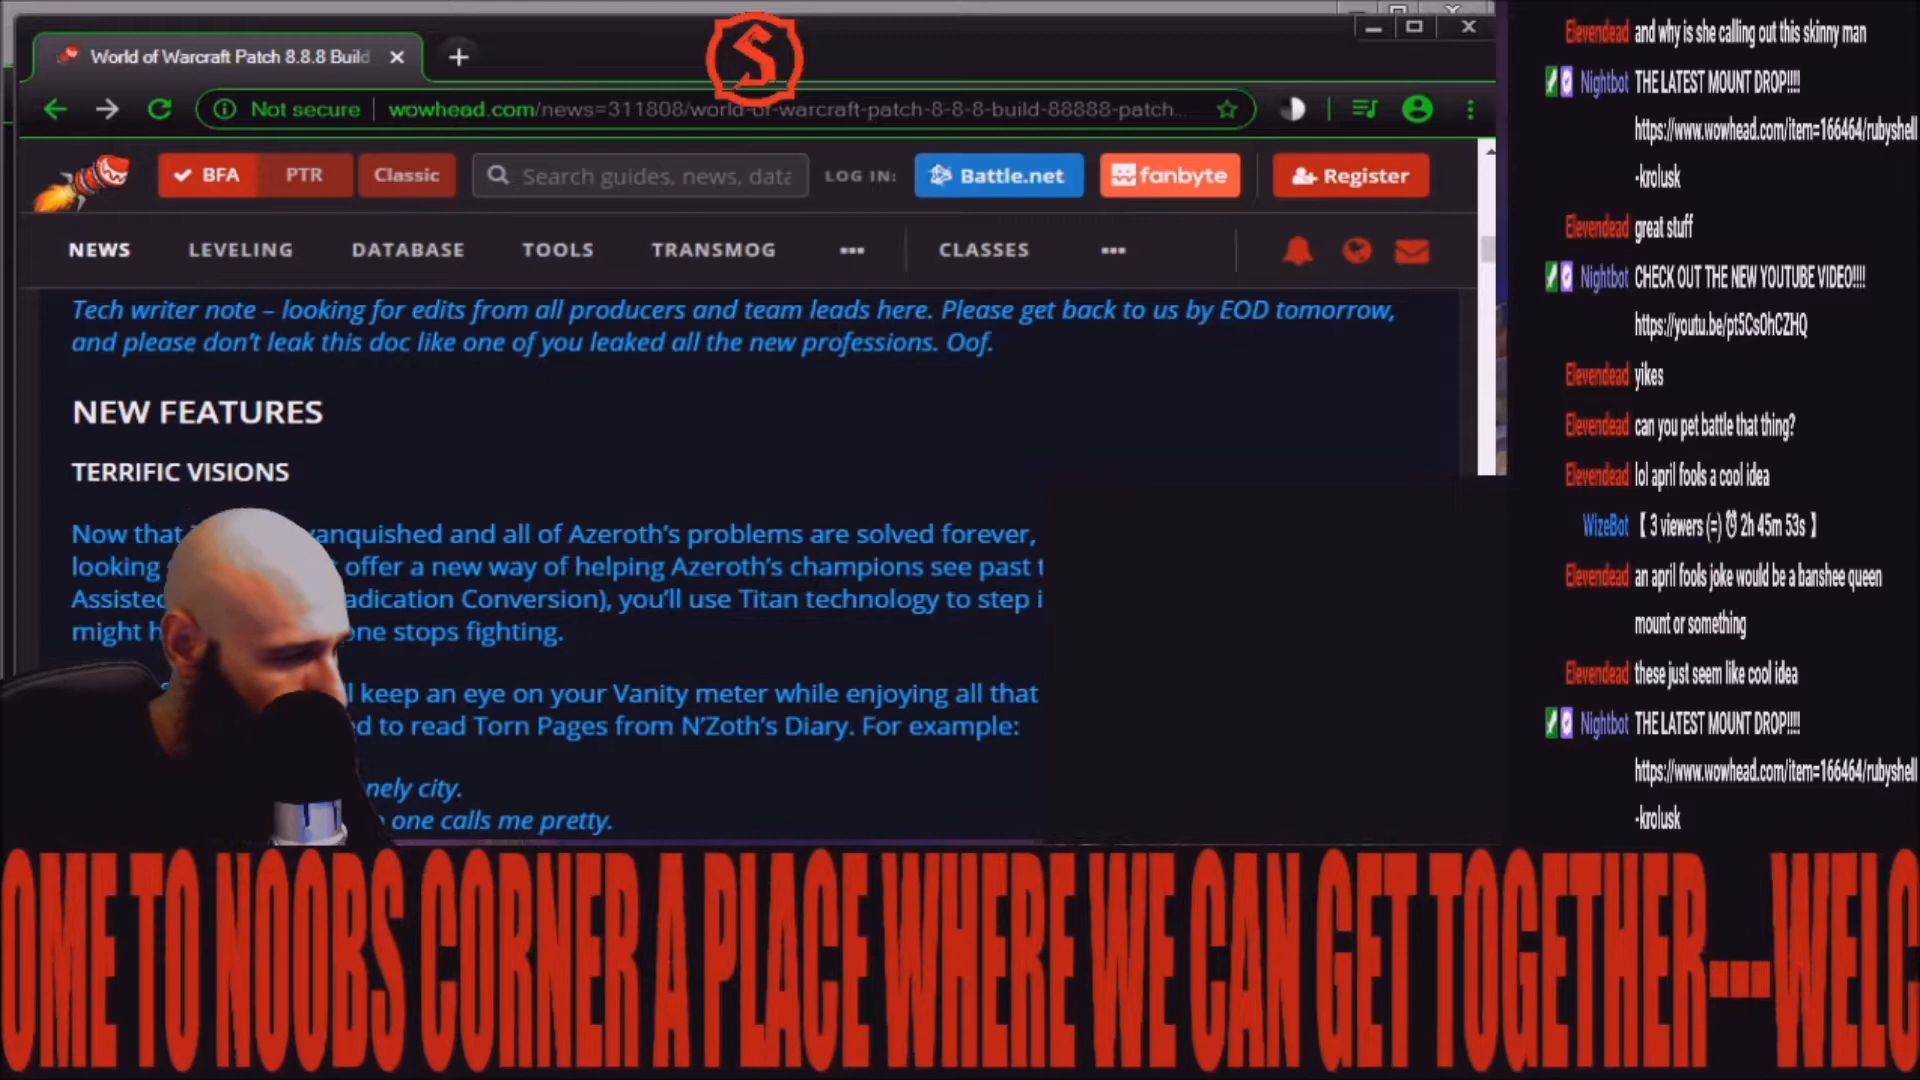 World of Warcraft Patch 8.8.8 Build
S
Not secure
wowhead.com/news=311808/world-of-warcraft-patch-8-8-8-build-88888-patch...
BFA
PTR
Classic
Search guides, news, data
LOG IN:
Battle.net
fanbyte
Register
NEWS
LEVELING
DATABASE
TOOLS
TRANSMOG
CLASSES
Tech writer note – looking for edits from all producers and team leads here. Please get back to us by EOD tomorrow,
and please don't leak this doc like one of you leaked all the new professions. Oof.
NEW FEATURES
TERRIFIC VISIONS
Now that vanquished and all of Azeroth's problems are solved forever,
looking offer a new way of helping Azeroth's champions see past
Assisted adication Conversion), you'll use Titan technology to step
might one stops fighting.
keep an eye on your Vanity meter while enjoying all that
to read Torn Pages from N'Zoth's Diary. For example:
nely city.
one calls me pretty.
Elevendead and why is she calling out this skinny man
Nightbot THE LATEST MOUNT DROP!!!!
https://www.wowhead.com/item=166464/rubyshell
-krolusk
Elevendead great stuff
Nightbot CHECK OUT THE NEW YOUTUBE VIDEO!!!!
https://youtu.be/pt5CsOhCZHQ
Elevendead yikes
Elevendead can you pet battle that thing?
Elevendead lol april fools a cool idea
WizeBot 【 3 viewers (=) ⏰ 2h 45m 53s 】
Elevendead an april fools joke would be a banshee queen
mount or something
Elevendead these just seem like cool idea
Nightbot THE LATEST MOUNT DROP!!!!
https://www.wowhead.com/item=166464/rubyshell
-krolusk
OME TO NOOBS CORNER A PLACE WHERE WE CAN GET TOGETHER---WELC